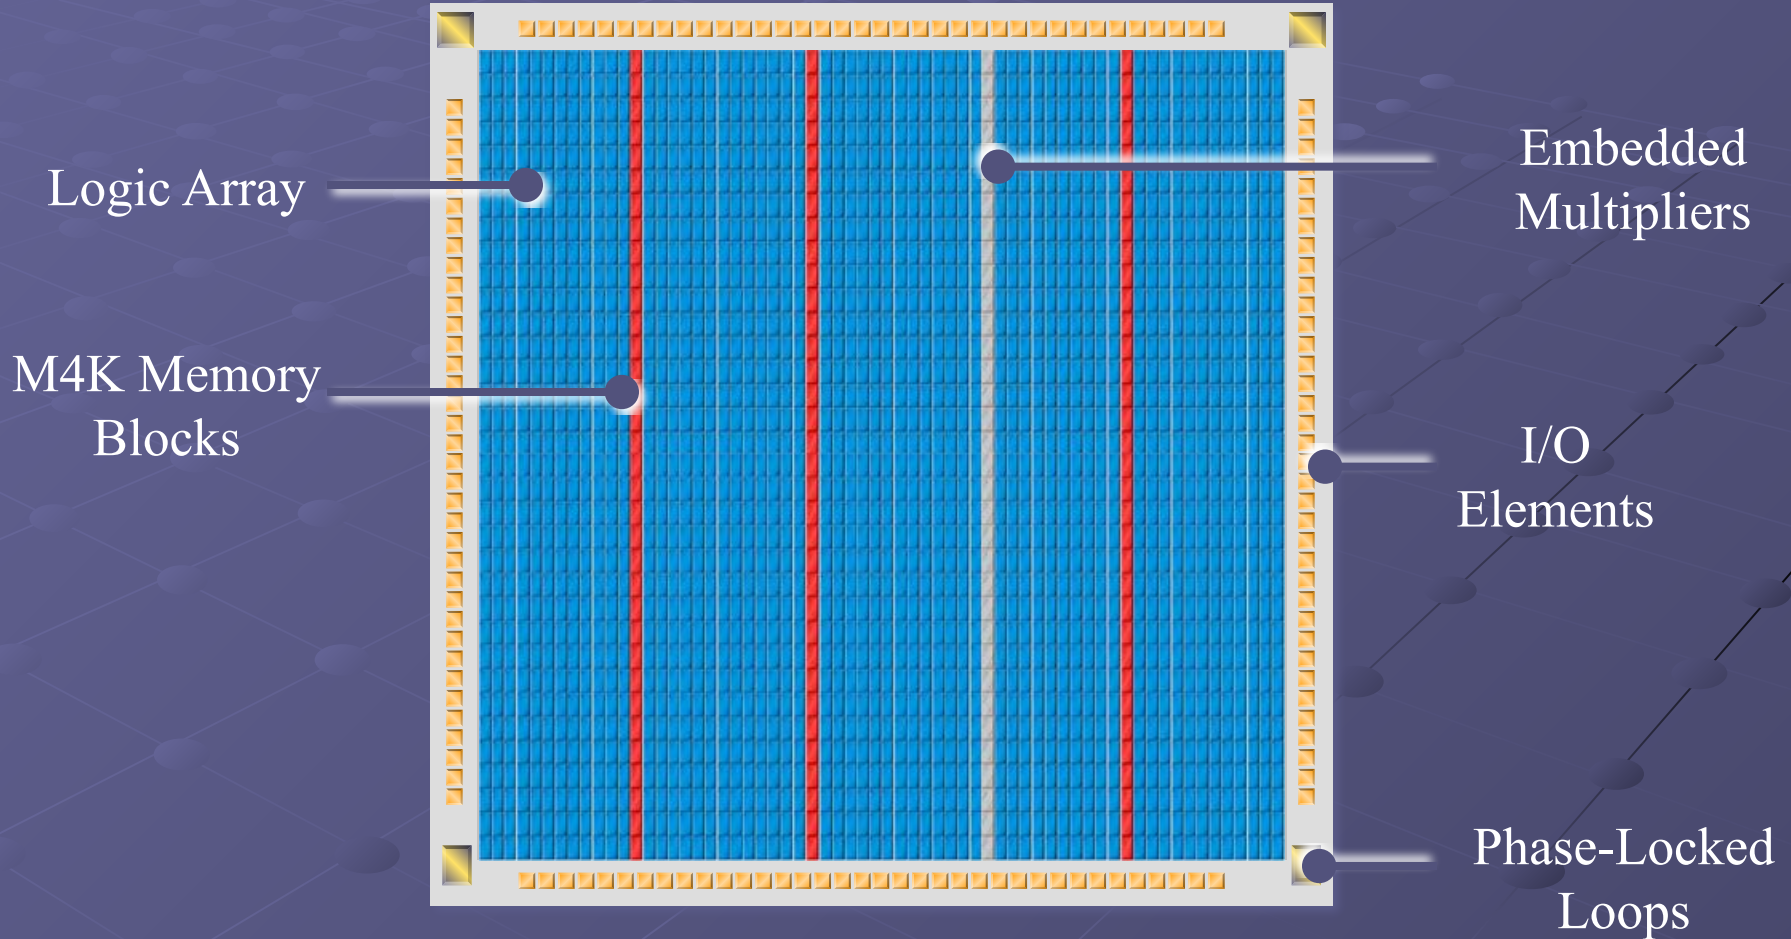 Logic Array
M4K Memory
Blocks
Embedded
Multipliers
I/O
Elements
Phase-Locked
Loops